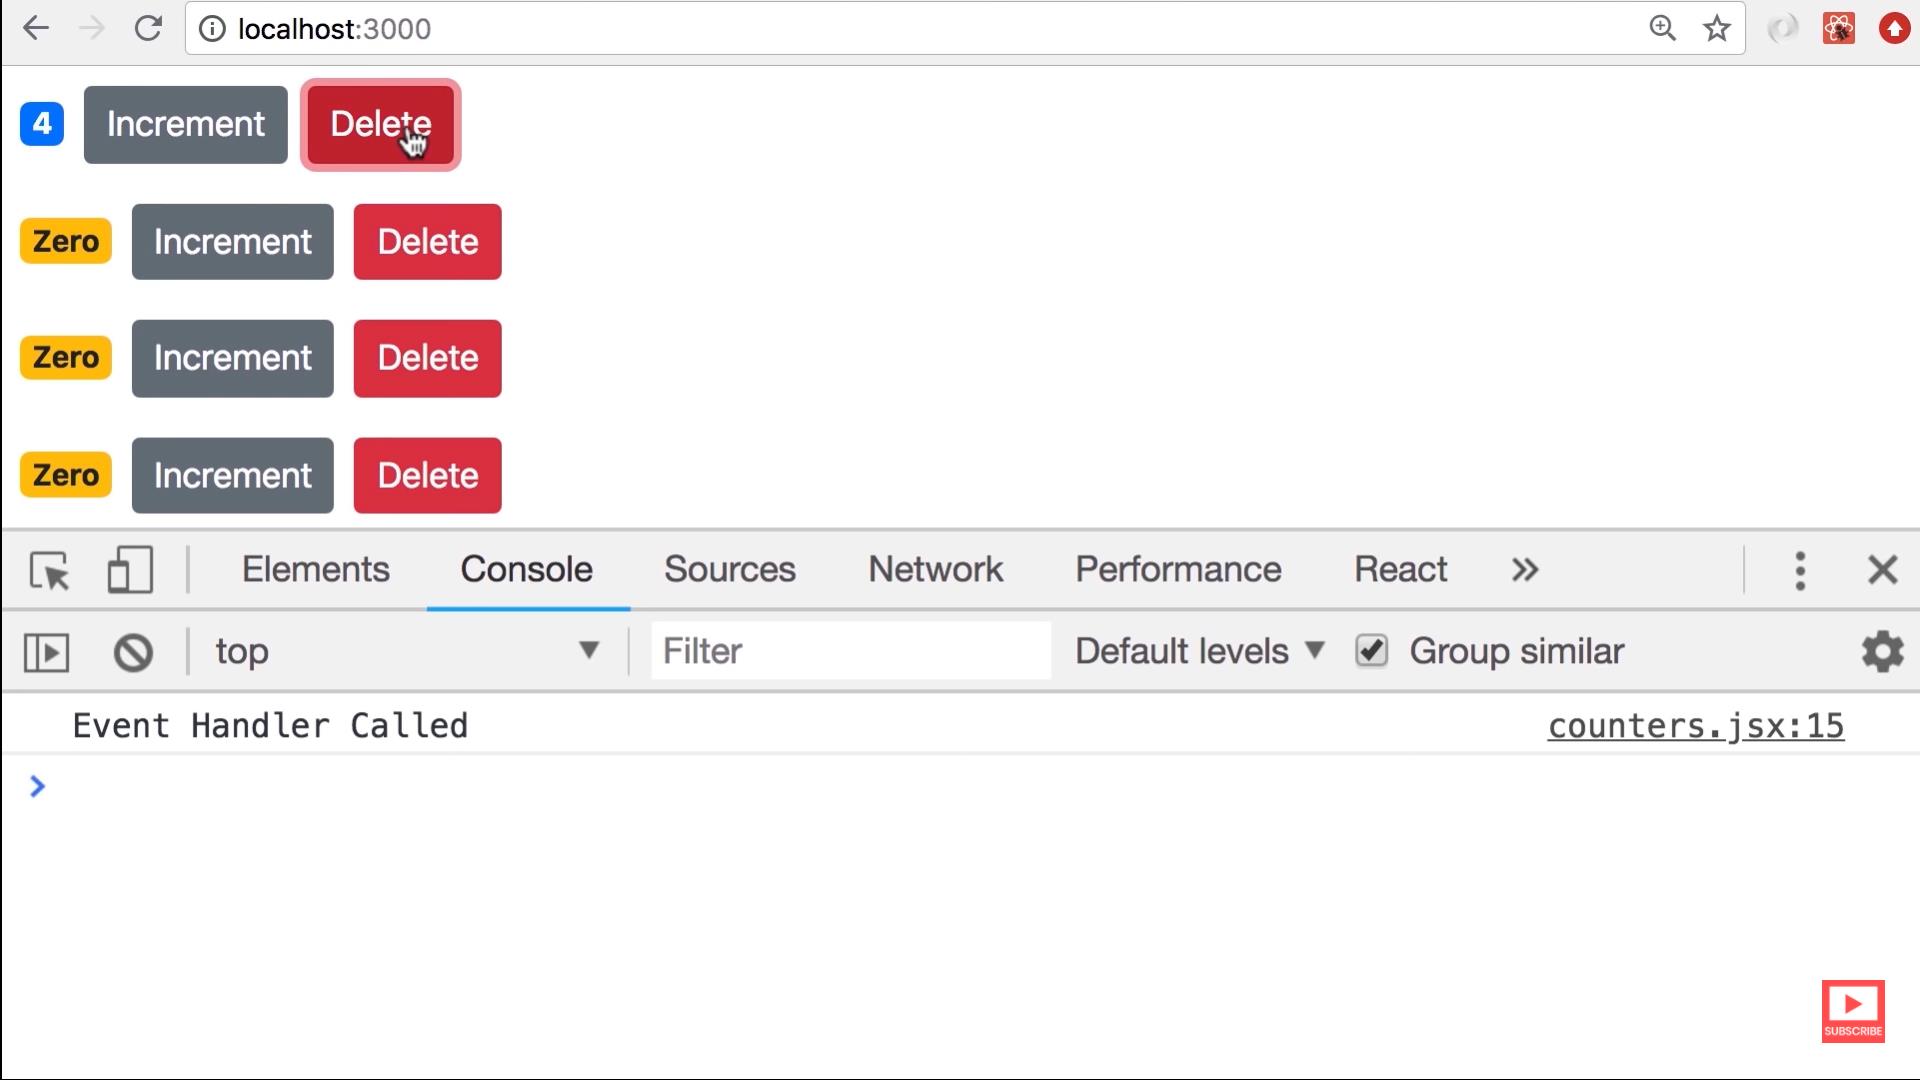 localhost:3000
4 Increment Delete
Zero Increment Delete
Zero Increment Delete
Zero Increment Delete
Elements Console Sources Network Performance React »
top Filter Default levels Group similar
Event Handler Called counters.jsx:15
SUBSCRIBE